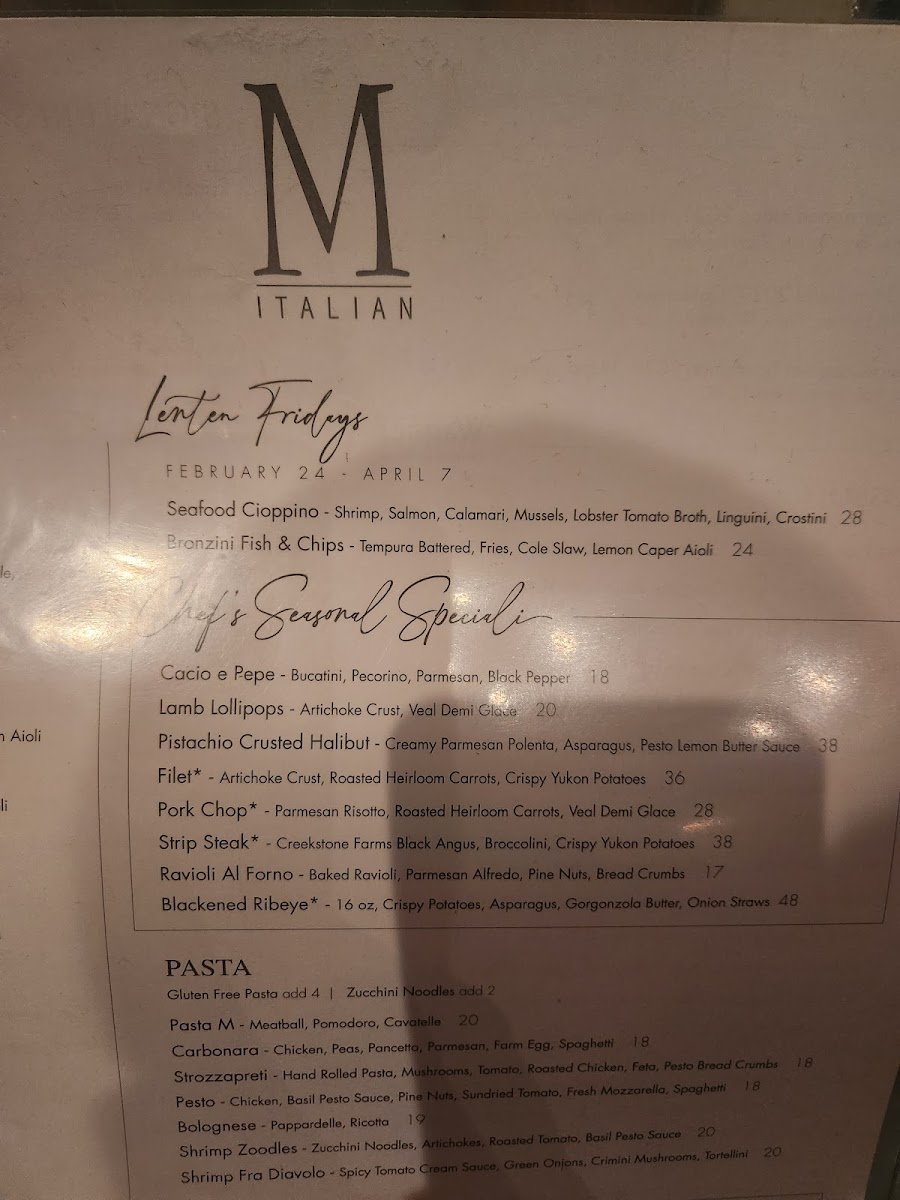 M
ITALIAN
Lenten Fridays
FEBRUARY 24 - APRIL 7
Seafood Cioppino - Shrimp, Salmon, Calamari, Mussels, Lobster Tomato Broth, Linguini, Crostini 28
Bronzini Fish & Chips - Tempura Battered, Fries, Cole Slaw, Lemon Caper Aioli 24
Chef's Seasonal Speciali
Cacio e Pepe - Bucatini, Pecorino, Parmesan, Black Pepper 18
Lamb Lollipops - Artichoke Crust, Veal Demi Glace 20
Pistachio Crusted Halibut - Creamy Parmesan Polenta, Asparagus, Pesto Lemon Butter Sauce 38
Filet* - Artichoke Crust, Roasted Heirloom Carrots, Crispy Yukon Potatoes 36
Pork Chop* - Parmesan Risotto, Roasted Heirloom Carrots, Veal Demi Glace 28
Strip Steak* - Creekstone Farms Black Angus, Broccolini, Crispy Yukon Potatoes 38
Ravioli Al Forno - Baked Ravioli, Parmesan Alfredo, Pine Nuts, Bread Crumbs 17
Blackened Ribeye* - 16 oz, Crispy Potatoes, Asparagus, Gorgonzola Butter, Onion Straws 48
PASTA
Gluten Free Pasta add 4 | Zucchini Noodles add 2
Pasta M - Meatball, Pomodoro, Cavatelle 20
Carbonara - Chicken, Peas, Pancetta, Parmesan, Farm Egg, Spaghetti 18
Strozzapreti - Hand Rolled Pasta, Mushrooms, Tomato, Roasted Chicken, Feta, Pesto Bread Crumbs 18
Pesto - Chicken, Basil Pesto Sauce, Pine Nuts, Sundried Tomato, Fresh Mozzarella, Spaghetti 18
Bolognese - Pappardelle, Ricotta 19
Shrimp Zoodles - Zucchini Noodles, Artichokes, Roasted Tomato, Basil Pesto Sauce 20
Shrimp Fra Diavolo - Spicy Tomato Cream Sauce, Green Onions, Crimini Mushrooms, Tortellini 20
Aioli